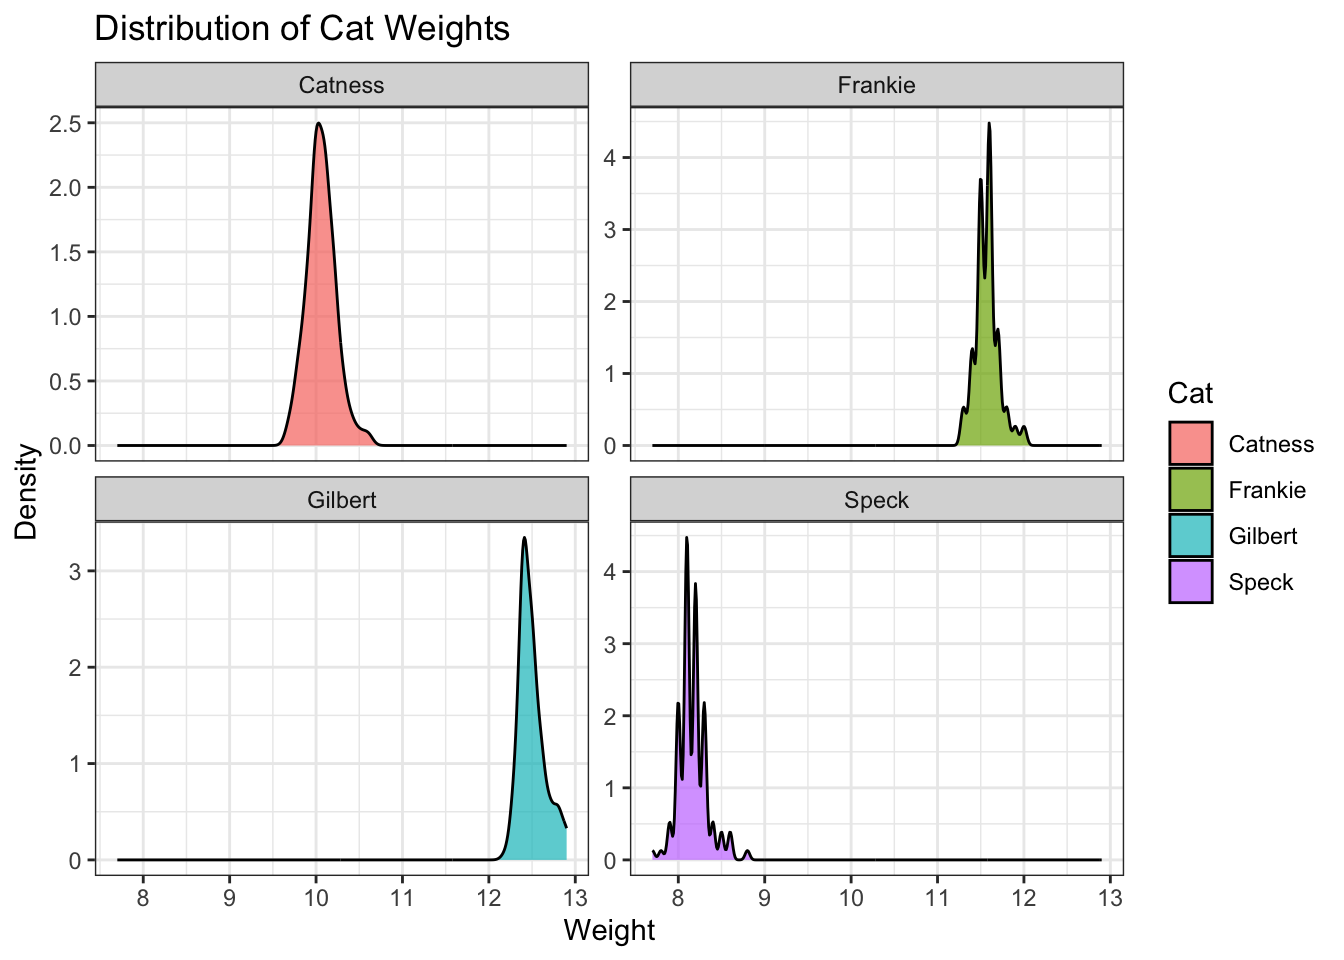 Distribution of Cat Weights
Catness
Frankie
2.5
2.0
1.5
1.0
0.5
0.0
4
3
2
1
0
Gilbert
Speck
3
2
1
0
4
3
2
1
0
8 9 10 11 12 13
8 9 10 11 12 13
Weight
Density
Cat
Catness
Frankie
Gilbert
Speck